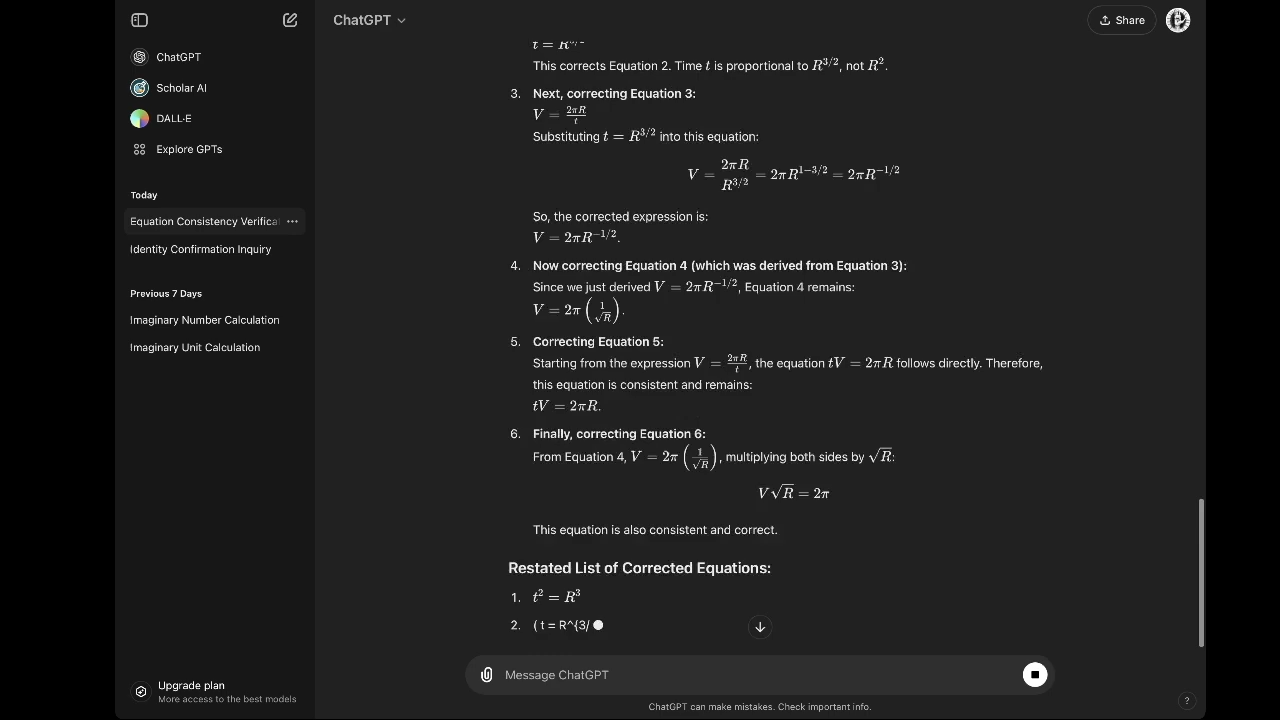 ChatGPT
Share
ChatGPT
Scholar AI
DALL·E
Explore GPTs
Today
Equation Consistency Verifica
Identity Confirmation Inquiry
Previous 7 Days
Imaginary Number Calculation
Imaginary Unit Calculation
Upgrade plan
More access to the best models
t = R^{3/2}
This corrects Equation 2. Time t is proportional to R^{3/2}, not R^2.
3. Next, correcting Equation 3:
V = \frac{2πR}{t}
Substituting t = R^{3/2} into this equation:
V = \frac{2πR}{R^{3/2}} = 2πR^{1−3/2} = 2πR^{−1/2}
So, the corrected expression is:
V = 2πR^{−1/2}.
4. Now correcting Equation 4 (which was derived from Equation 3):
Since we just derived V = 2πR^{−1/2}, Equation 4 remains:
V = 2π (\frac{1}{√R}).
5. Correcting Equation 5:
Starting from the expression V = \frac{2πR}{t}, the equation tV = 2πR follows directly. Therefore,
this equation is consistent and remains:
tV = 2πR.
6. Finally, correcting Equation 6:
From Equation 4, V = 2π (\frac{1}{√R}), multiplying both sides by √R:
V√R = 2π
This equation is also consistent and correct.
Restated List of Corrected Equations:
1. t^2 = R^3
2. ( t = R^{3/
Message ChatGPT
ChatGPT can make mistakes. Check important info.
?